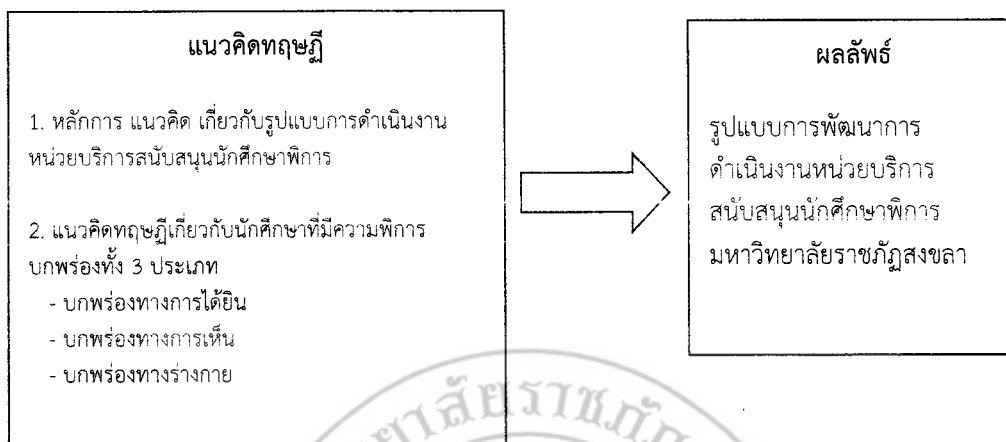 แนวคิดทฤษฎี
1. หลักการ แนวคิด เกี่ยวกับรูปแบบการดำเนินงาน
หน่วยบริการสนับสนุนนักศึกษาพิการ
2. แนวคิดทฤษฎีเกี่ยวกับนักศึกษาที่มีความพิการ
บกพร่องทั้ง 3 ประเภท
- บกพร่องทางการได้ยิน
- บกพร่องทางการเห็น
- บกพร่องทางร่างกาย
ผลลัพธ์
รูปแบบการพัฒนาการ
ดำเนินงานหน่วยบริการ
สนับสนุนนักศึกษาพิการ
มหาวิทยาลัยราชภัฏสงขลา
ยาลัยราชภัฏ